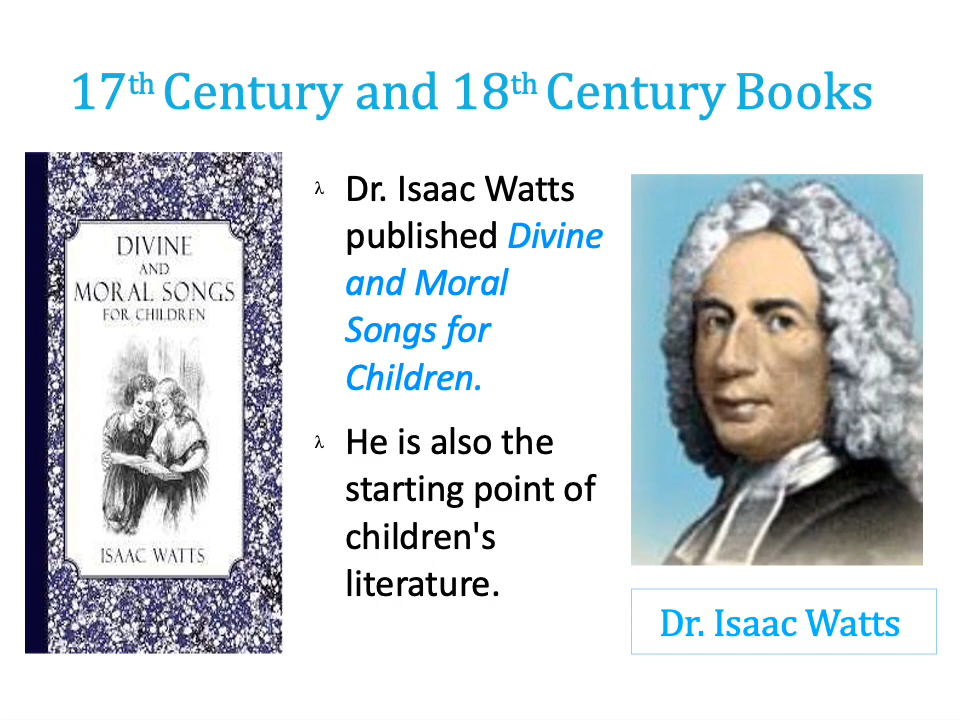 17th Century and 18th Century Books
DIVINE
AND
MORAL SONGS
FOR CHILDREN
ISAAC WATTS
λ Dr. Isaac Watts
published Divine
and Moral
Songs for
Children.
λ He is also the
starting point of
children's
literature.
Dr. Isaac Watts